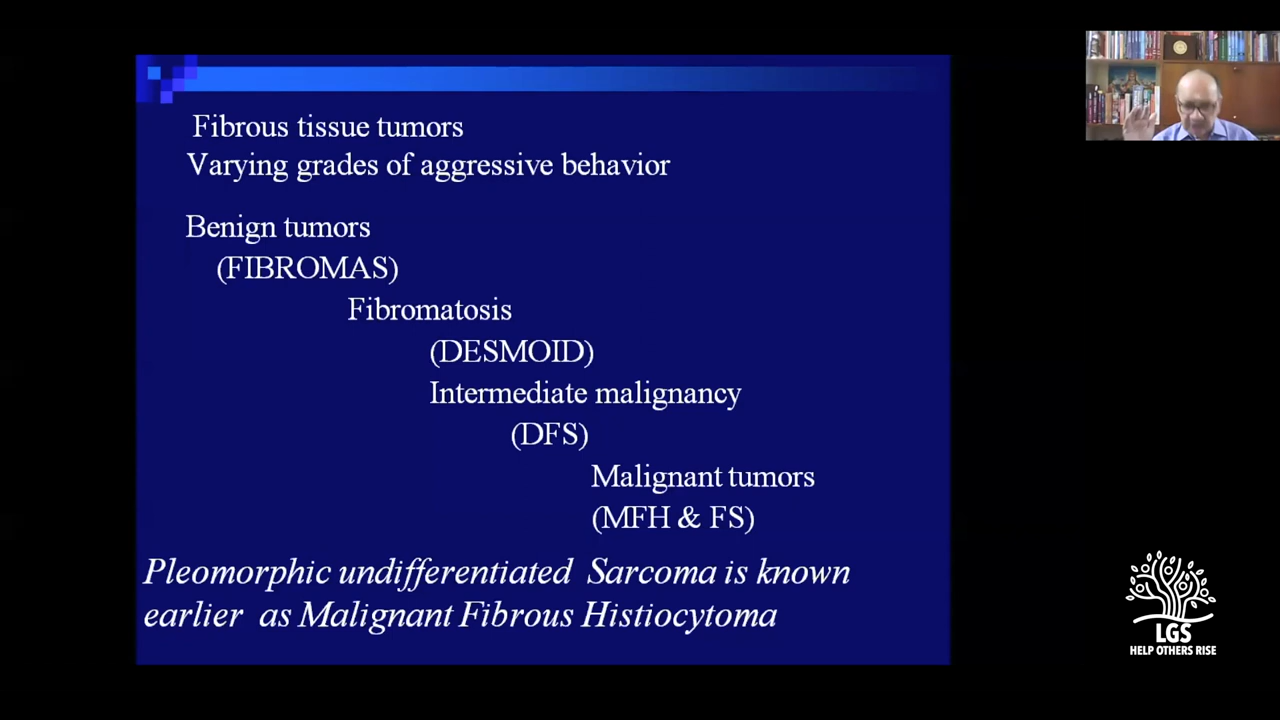 Fibrous tissue tumors
Varying grades of aggressive behavior
Benign tumors
(FIBROMAS)
Fibromatosis
(DESMOID)
Intermediate malignancy
(DFS)
Malignant tumors
(MFH & FS)
Pleomorphic undifferentiated Sarcoma is known
earlier as Malignant Fibrous Histiocytoma
LGS
HELP OTHERS RISE